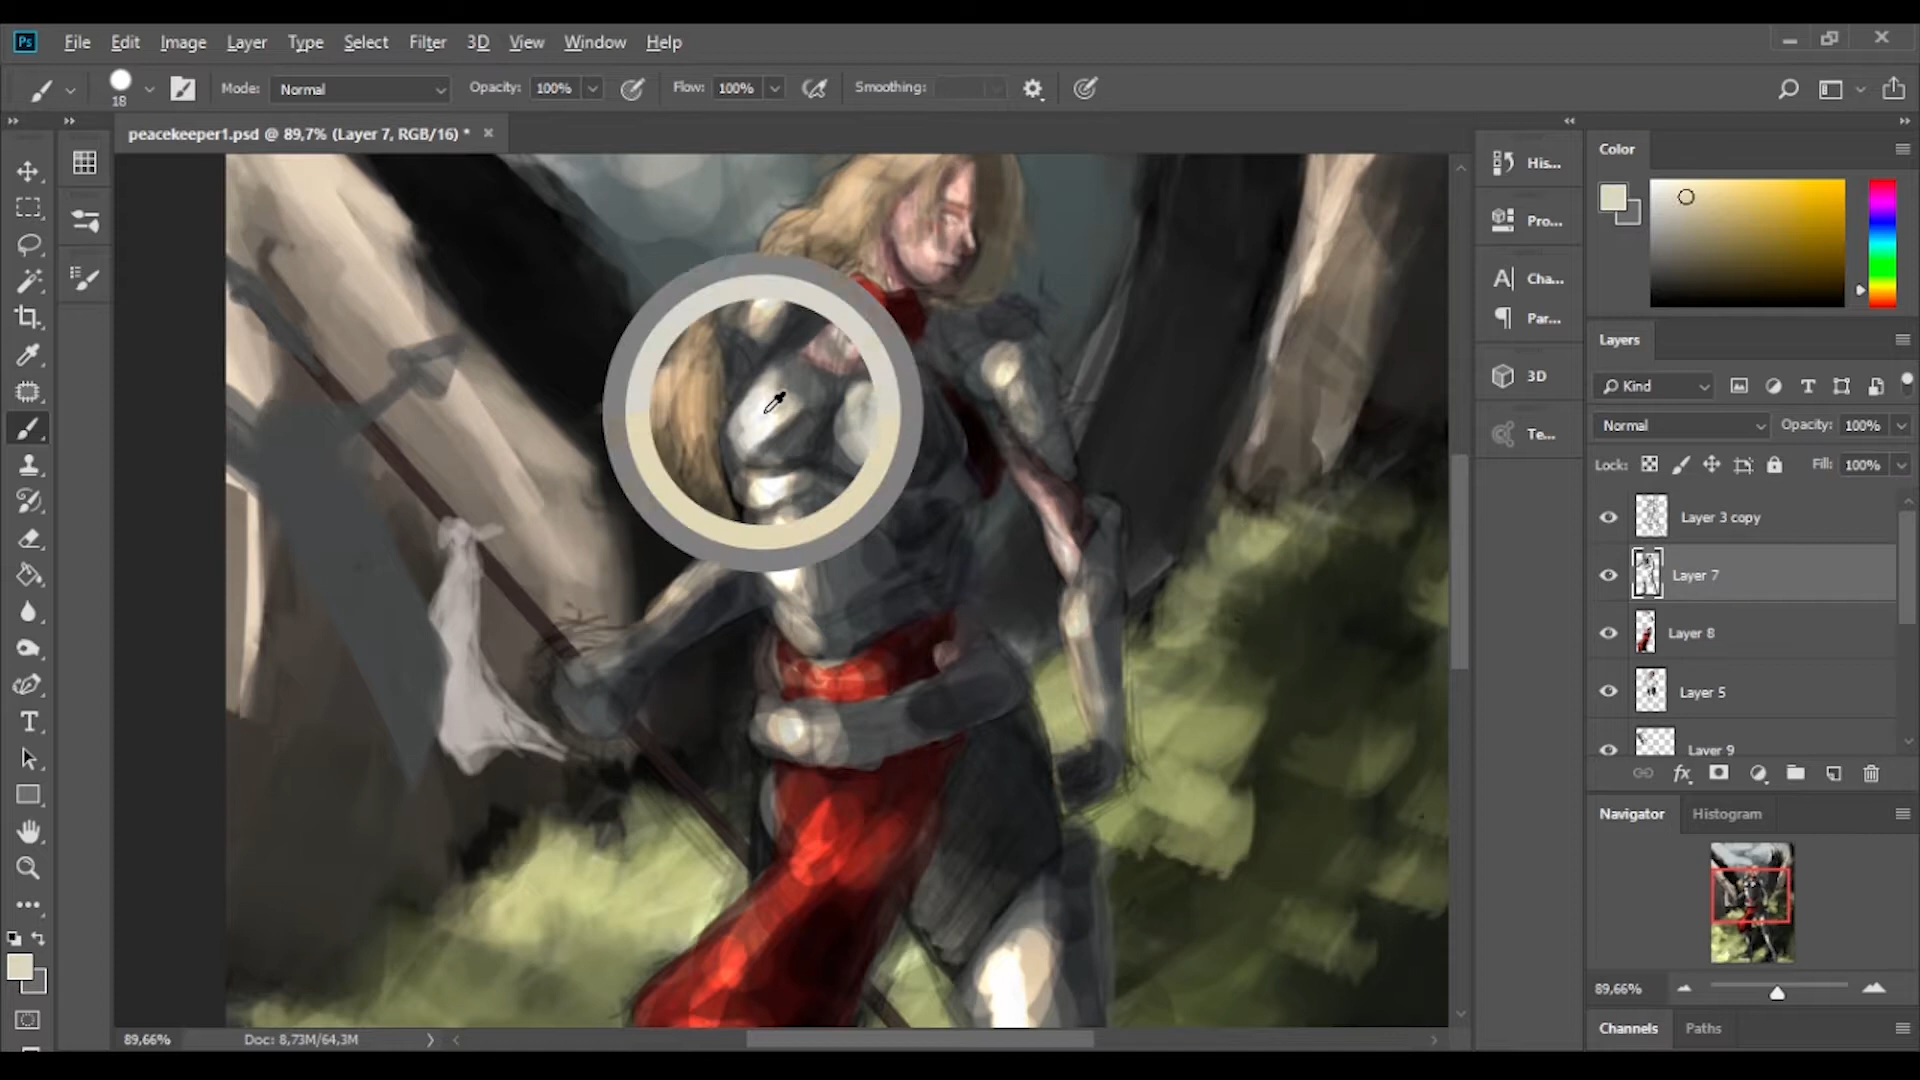 Ps File Edit Image Layer Type Select Filter 3D View Window Help
18 Mode: Normal Opacity: 100% Flow: 100% Smoothing:
peacekeeper1.psd @ 89,7% (Layer 7, RGB/16) *
His...
Pro...
Cha...
Par...
3D
Te...
Color
Layers
Kind
Normal Opacity: 100%
Lock: Fill: 100%
Layer 3 copy
Layer 7
Layer 8
Layer 5
Layer 9
fx
Navigator Histogram
89,66%
Channels Paths
89,66% Doc: 8,73M/64,3M